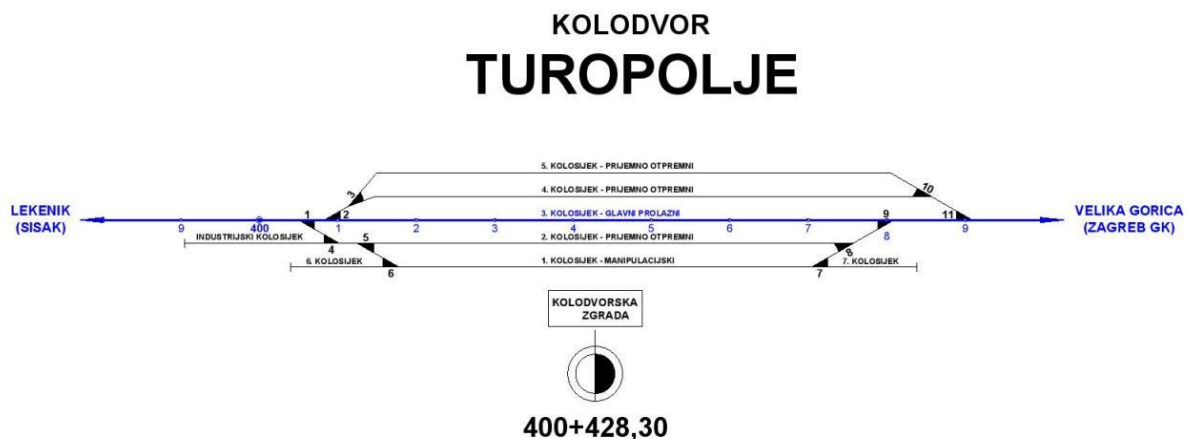 KOLODVOR
TUROPOLJE
5. KOLOSIJEK - PRIJEMNO OTPREMNI
3
10
4. KOLOSIJEK - PRIJEMNO OTPREMNI
LEKENIK
(SISAK)
1 2
3. KOLOSIJEK - GLAVNI PROLAZNI
9 11
VELIKA GORICA
(ZAGREB GK)
9 400 1 2 3 4 5 6 7 8 9
INDUSTRIJSKI KOLOSIJEK
4 5
2. KOLOSIJEK - PRIJEMNO OTPREMNI
8
6. KOLOSIJEK
6
1. KOLOSIJEK - MANIPULACIJSKI
7
7. KOLOSIJEK
KOLODVORSKA
ZGRADA
400+428,30